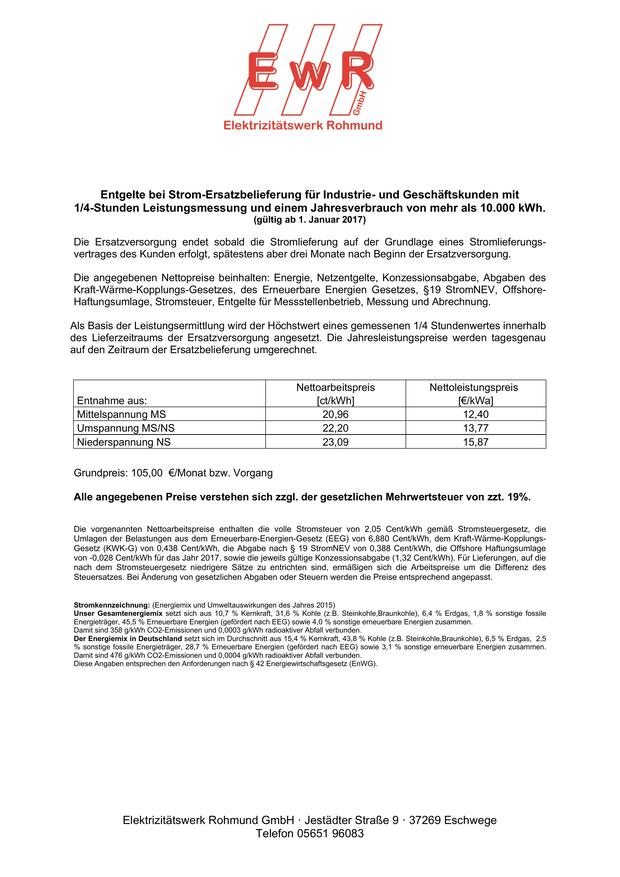 EwR
GmbH
Elektrizitätswerk Rohmund
Entgelte bei Strom-Ersatzbelieferung für Industrie- und Geschäftskunden mit
1/4-Stunden Leistungsmessung und einem Jahresverbrauch von mehr als 10.000 kWh.
(gültig ab 1. Januar 2017)
Die Ersatzversorgung endet sobald die Stromlieferung auf der Grundlage eines Stromlieferungs-
vertrages des Kunden erfolgt, spätestens aber drei Monate nach Beginn der Ersatzversorgung.
Die angegebenen Nettopreise beinhalten: Energie, Netzentgelte, Konzessionsabgabe, Abgaben des
Kraft-Wärme-Kopplungs-Gesetzes, des Erneuerbare Energien Gesetzes, §19 StromNEV, Offshore-
Haftungsumlage, Stromsteuer, Entgelte für Messstellenbetrieb, Messung und Abrechnung.
Als Basis der Leistungsermittlung wird der Höchstwert eines gemessenen 1/4 Stundenwertes innerhalb
des Lieferzeitraums der Ersatzversorgung angesetzt. Die Jahresleistungspreise werden tagesgenau
auf den Zeitraum der Ersatzbelieferung umgerechnet.
Nettoarbeitspreis Nettoleistungspreis
Entnahme aus: [ct/kWh] [€/kWa]
Mittelspannung MS 20,96 12,40
Umspannung MS/NS 22,20 13,77
Niederspannung NS 23,09 15,87
Grundpreis: 105,00 €/Monat bzw. Vorgang
Alle angegebenen Preise verstehen sich zzgl. der gesetzlichen Mehrwertsteuer von zzt. 19%.
Die vorgenannten Nettoarbeitspreise enthalten die volle Stromsteuer von 2,05 Cent/kWh gemäß Stromsteuergesetz, die
Umlagen der Belastungen aus dem Erneuerbare-Energien-Gesetz (EEG) von 6,880 Cent/kWh, dem Kraft-Wärme-Kopplungs-
Gesetz (KWK-G) von 0,438 Cent/kWh, die Abgabe nach § 19 StromNEV von 0,388 Cent/kWh, die Offshore Haftungsumlage
von -0,028 Cent/kWh für das Jahr 2017, sowie die jeweils gültige Konzessionsabgabe (1,32 Cent/kWh). Für Lieferungen, auf die
nach dem Stromsteuergesetz niedrigere Sätze zu entrichten sind, ermäßigen sich die Arbeitspreise um die Differenz des
Steuersatzes. Bei Änderung von gesetzlichen Abgaben oder Steuern werden die Preise entsprechend angepasst.
Stromkennzeichnung: (Energiemix und Umweltauswirkungen des Jahres 2015)
Unser Gesamtenergiemix setzt sich aus 10,7 % Kernkraft, 31,6 % Kohle (z.B. Steinkohle,Braunkohle), 6,4 % Erdgas, 1,8 % sonstige fossile
Energieträger, 45,5 % Erneuerbare Energien (gefördert nach EEG) sowie 4,0 % sonstige erneuerbare Energien zusammen.
Damit sind 358 g/kWh CO2-Emissionen und 0,0003 g/kWh radioaktiver Abfall verbunden.
Der Energiemix in Deutschland setzt sich im Durchschnitt aus 15,4 % Kernkraft, 43,8 % Kohle (z.B. Steinkohle,Braunkohle), 6,5 % Erdgas, 2,5
% sonstige fossile Energieträger, 28,7 % Erneuerbare Energien (gefördert nach EEG) sowie 3,1 % sonstige erneuerbare Energien zusammen.
Damit sind 476 g/kWh CO2-Emissionen und 0,0004 g/kWh radioaktiver Abfall verbunden.
Diese Angaben entsprechen den Anforderungen nach § 42 Energiewirtschaftsgesetz (EnWG).
Elektrizitätswerk Rohmund GmbH · Jestädter Straße 9 · 37269 Eschwege
Telefon 05651 96083